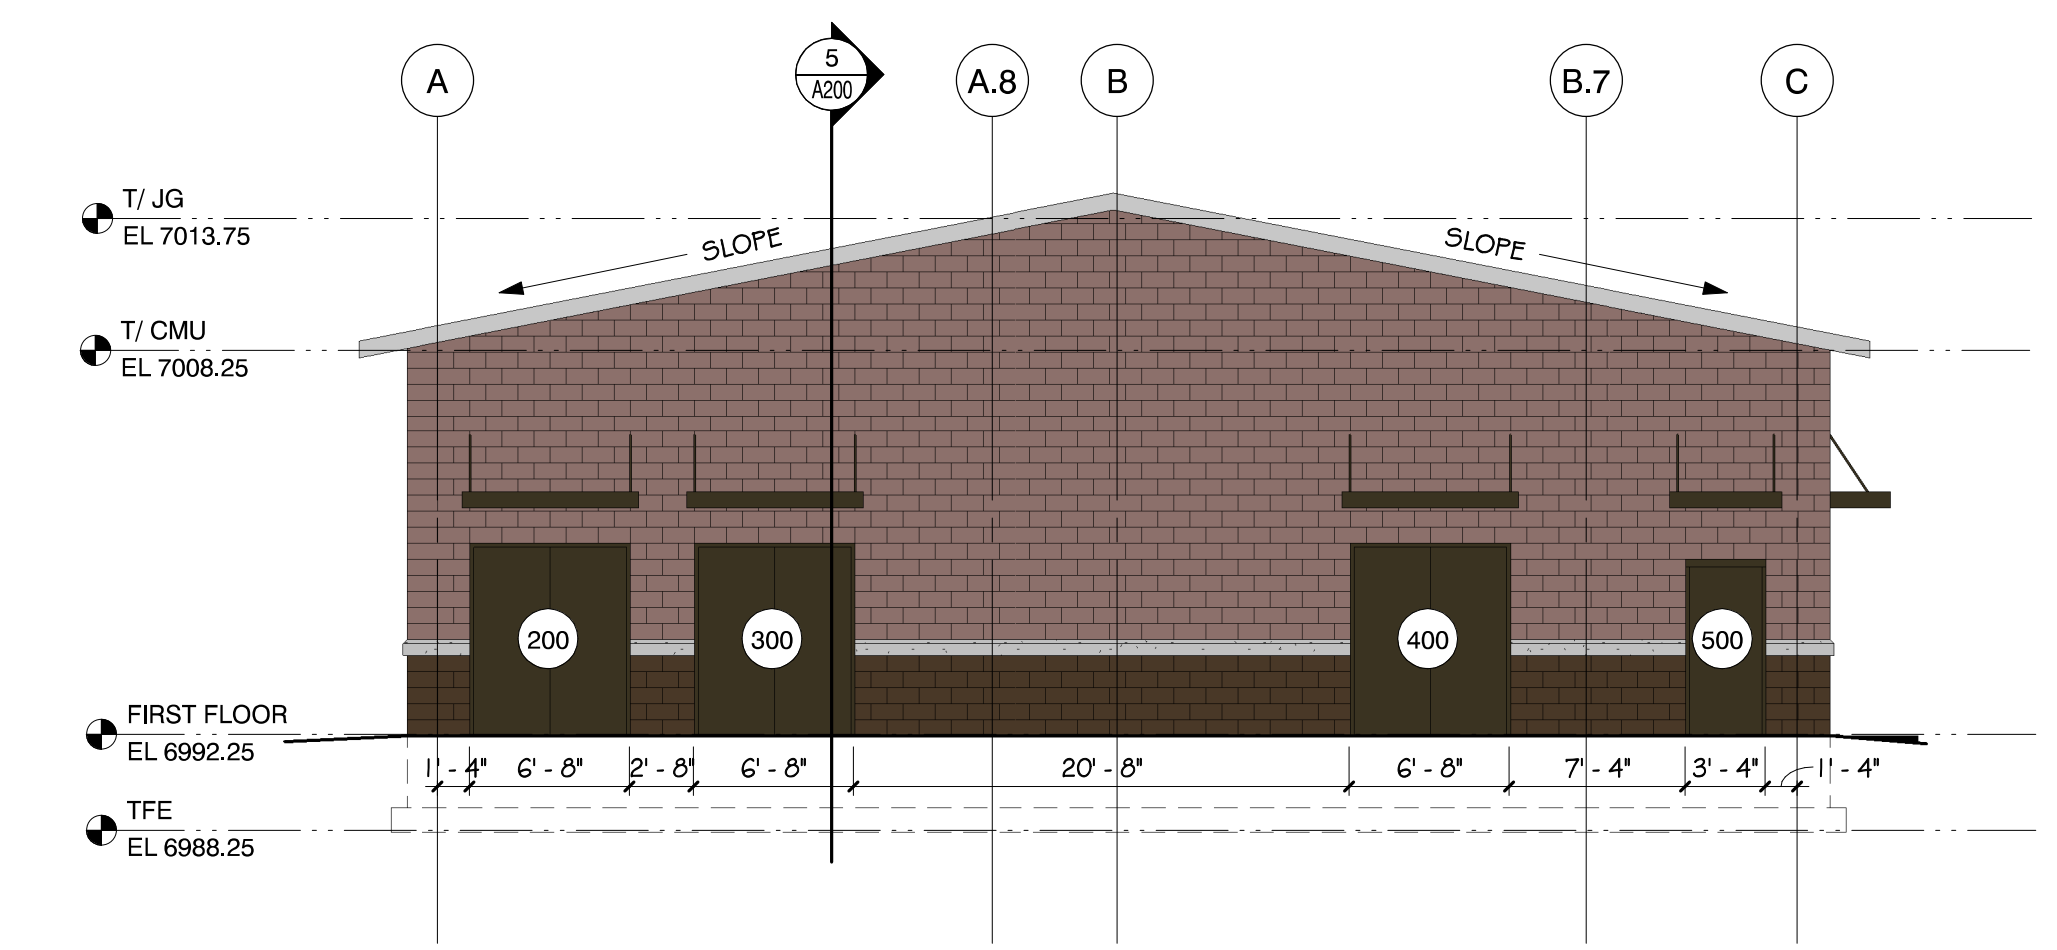 A
5
A200
A.8
B
B.7
C
T/ JG
EL 7013.75
SLOPE
SLOPE
T/ CMU
EL 7008.25
200
300
400
500
FIRST FLOOR
EL 6992.25
1' - 4"
6' - 8"
2' - 8"
6' - 8"
20' - 8"
6' - 8"
7' - 4"
3' - 4"
1' - 4"
TFE
EL 6988.25